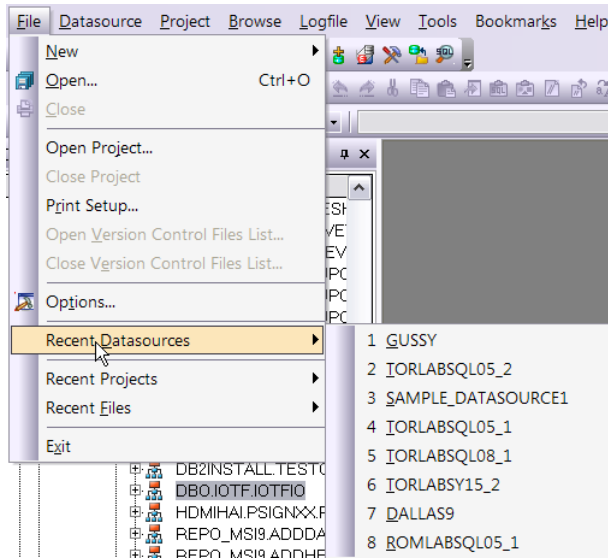 File Datasource Project Browse Logfile View Tools Bookmarks Help
New
Open... Ctrl+O
Close
Open Project...
Close Project
Print Setup...
Open Version Control Files List...
Close Version Control Files List...
Options...
Recent Datasources
1 GUSSY
2 TORLABSQL05_2
3 SAMPLE_DATASOURCE1
4 TORLABSQL05_1
5 TORLABSQL08_1
6 TORLABSY15_2
7 DALLAS9
8 ROMLABSQL05_1
Recent Projects
Recent Files
Exit
DB2INSTALL.TESTO
DBO.IOTF.IOTFIO
HDMIHAI.PSIGNXX.F
REPO_MSI9.ADDDA